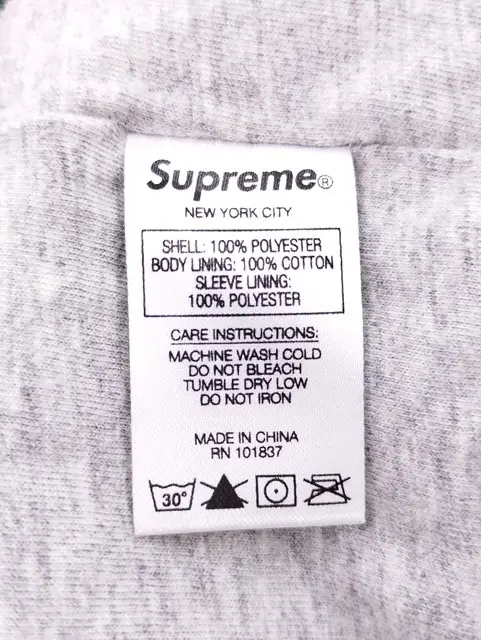 Supreme®
NEW YORK CITY
SHELL: 100% POLYESTER
BODY LINING: 100% COTTON
SLEEVE LINING:
100% POLYESTER
CARE INSTRUCTIONS:
MACHINE WASH COLD
DO NOT BLEACH
TUMBLE DRY LOW
DO NOT IRON
MADE IN CHINA
RN 101837
30°